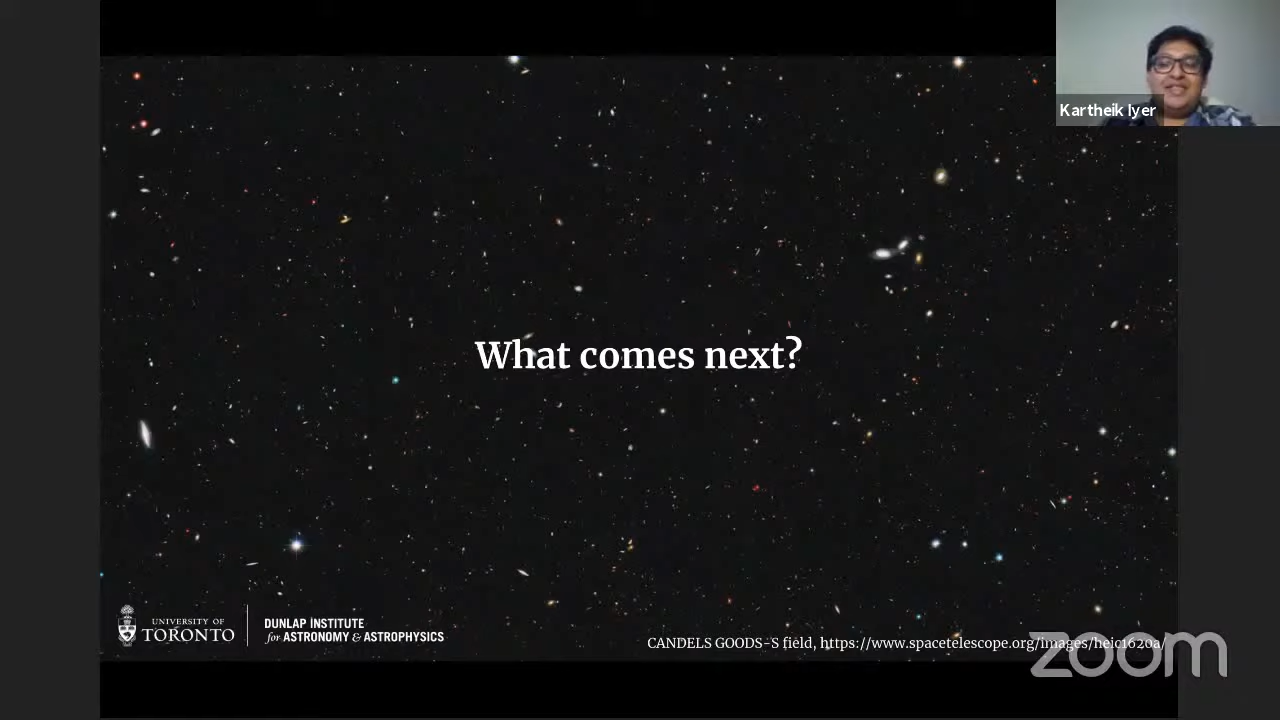 Kartheik Iyer
What comes next?
UNIVERSITY OF
TORONTO
DUNLAP INSTITUTE
for ASTRONOMY & ASTROPHYSICS
CANDELS GOODS-S field, https://www.spacetelescope.org/images/heic1620a/
zoom